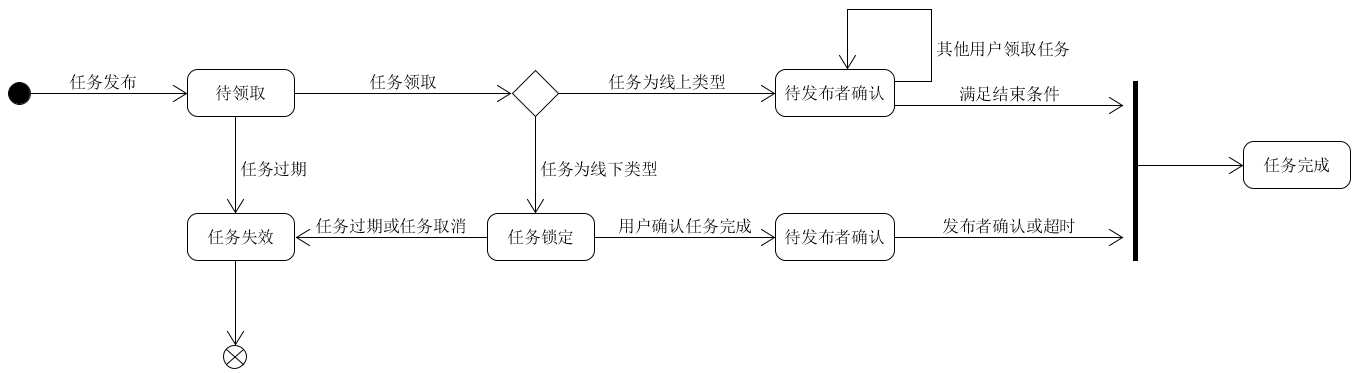 其他用户领取任务
任务发布
待领取
任务领取
任务为线上类型
待发布者确认
满足结束条件
任务过期
任务为线下类型
任务完成
任务失效
任务过期或任务取消
任务锁定
用户确认任务完成
待发布者确认
发布者确认或超时